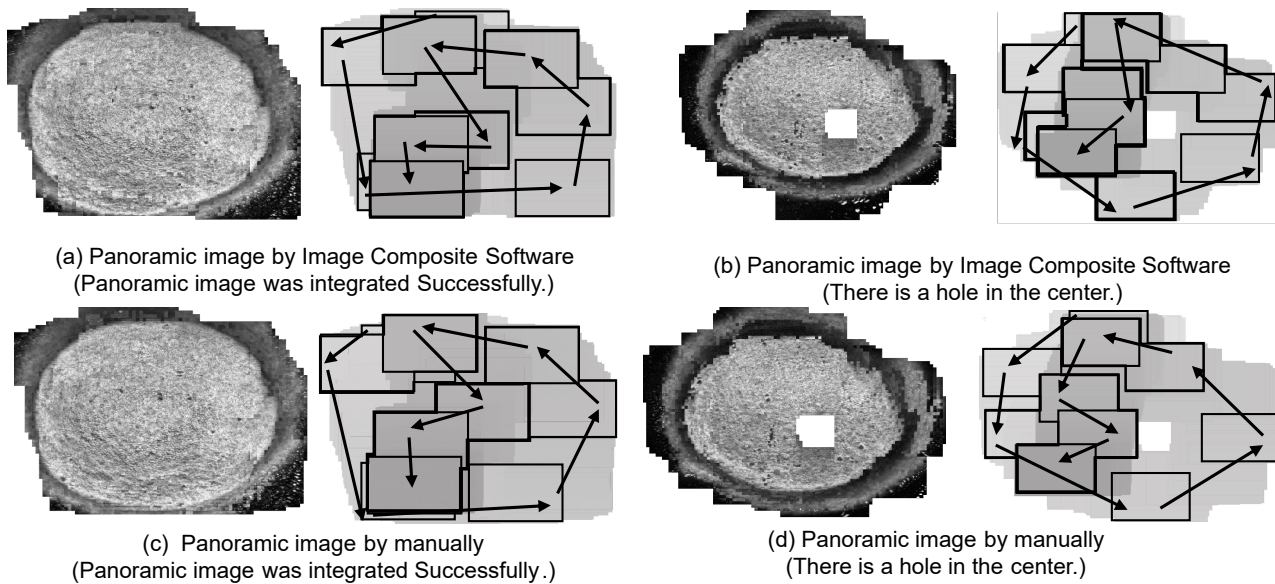 (a) Panoramic image by Image Composite Software
(Panoramic image was integrated Successfully.)
(b) Panoramic image by Image Composite Software
(There is a hole in the center.)
(c) Panoramic image by manually
(Panoramic image was integrated Successfully.)
(d) Panoramic image by manually
(There is a hole in the center.)